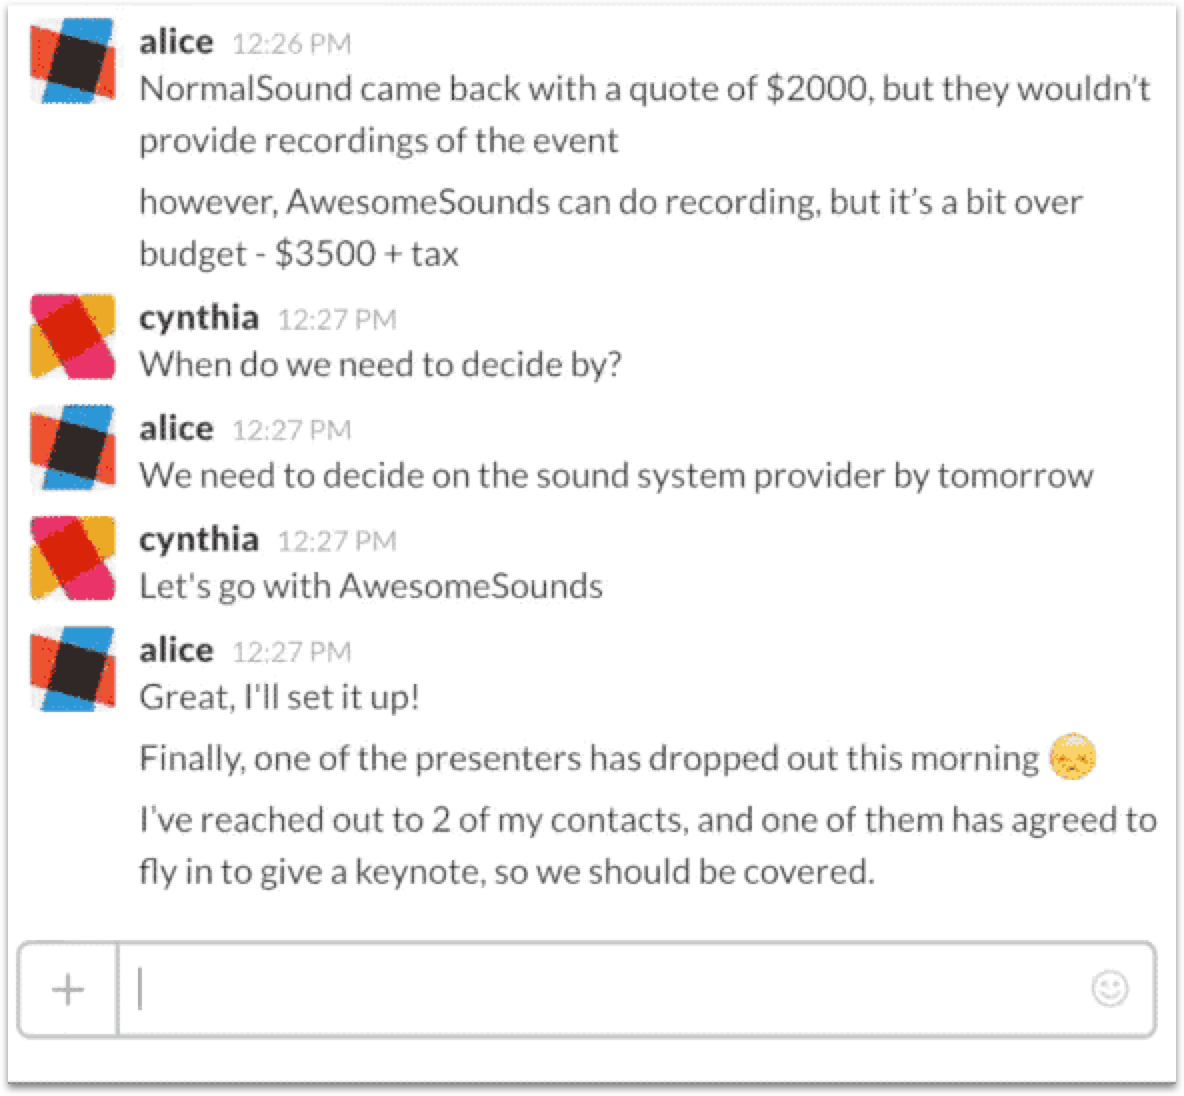 alice 12:26 PM
NormalSound came back with a quote of $2000, but they wouldn’t
provide recordings of the event
however, AwesomeSounds can do recording, but it’s a bit over
budget - $3500 + tax
cynthia 12:27 PM
When do we need to decide by?
alice 12:27 PM
We need to decide on the sound system provider by tomorrow
cynthia 12:27 PM
Let's go with AwesomeSounds
alice 12:27 PM
Great, I'll set it up!
Finally, one of the presenters has dropped out this morning
I’ve reached out to 2 of my contacts, and one of them has agreed to
fly in to give a keynote, so we should be covered.